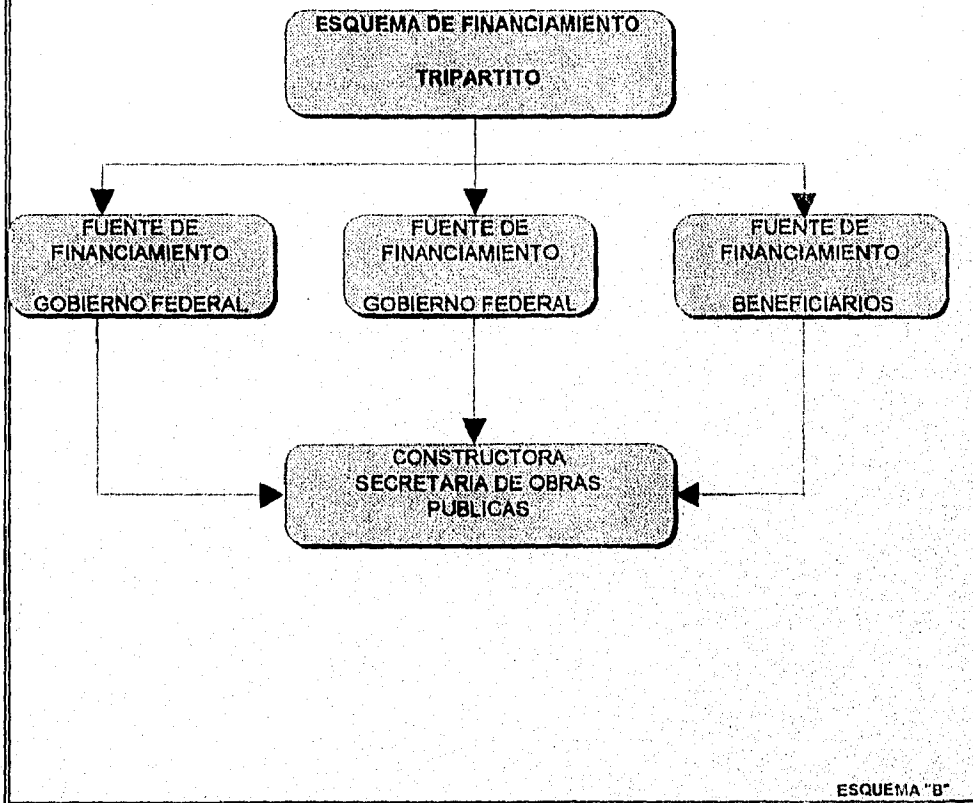 ESQUEMA DE FINANCIAMIENTO
TRIPARTITO
FUENTE DE
FINANCIAMIENTO
GOBIERNO FEDERAL
FUENTE DE
FINANCIAMIENTO
GOBIERNO FEDERAL
FUENTE DE
FINANCIAMIENTO
BENEFICIARIOS
CONSTRUCTORA
SECRETARIA DE OBRAS
PUBLICAS
ESQUEMA "B"